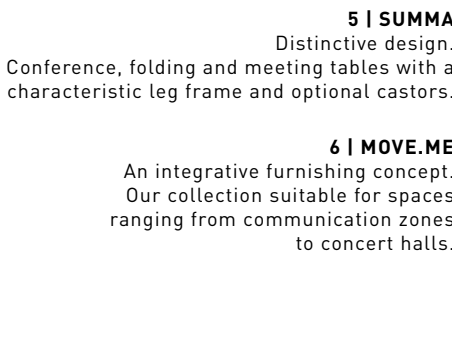 5 | SUMMA
Distinctive design.
Conference, folding and meeting tables with a
characteristic leg frame and optional castors.
6 | MOVE.ME
An integrative furnishing concept.
Our collection suitable for spaces
ranging from communication zones
to concert halls.